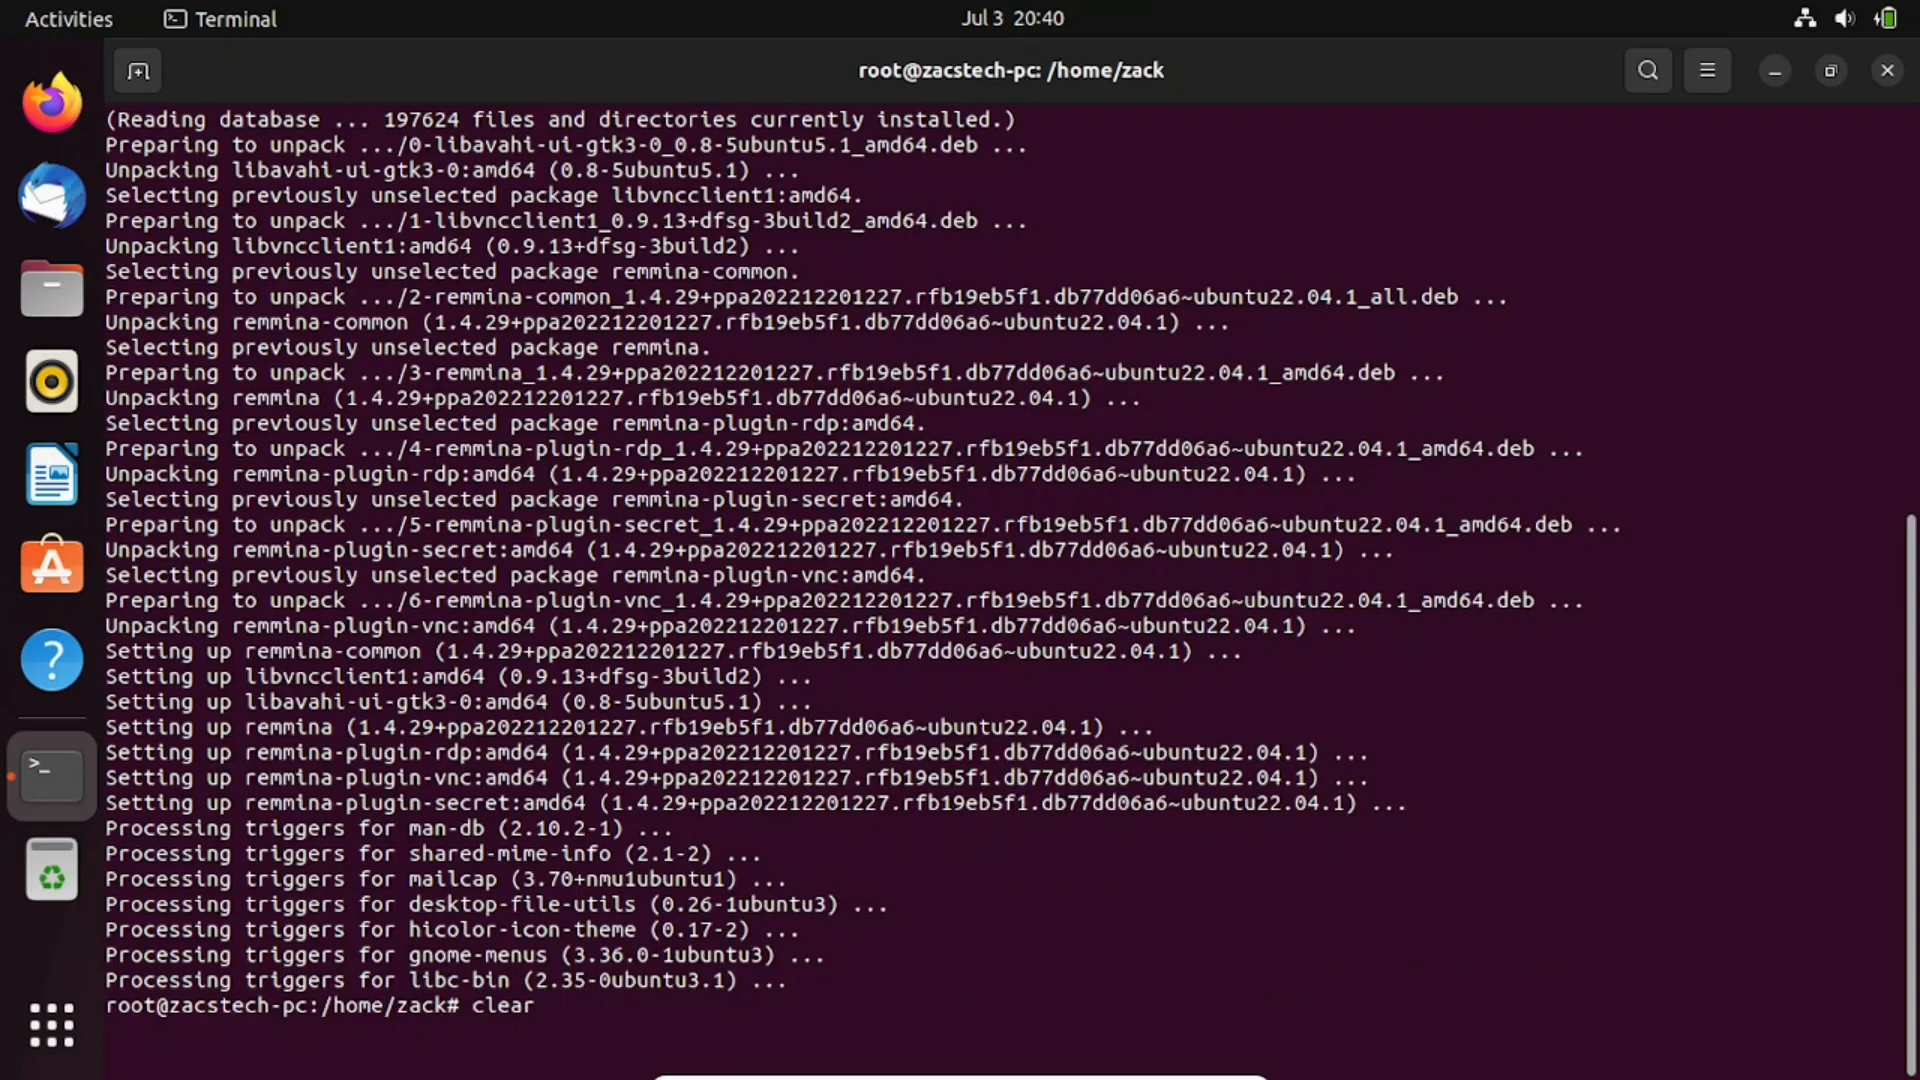 Activities
Terminal
Jul 3 20:40
root@zacstech-pc: /home/zack
(Reading database ... 197624 files and directories currently installed.)
Preparing to unpack .../0-libavahi-ui-gtk3-0_0.8-5ubuntu5.1_amd64.deb ...
Unpacking libavahi-ui-gtk3-0:amd64 (0.8-5ubuntu5.1) ...
Selecting previously unselected package libvncclient1:amd64.
Preparing to unpack .../1-libvncclient1_0.9.13+dfsg-3build2_amd64.deb ...
Unpacking libvncclient1:amd64 (0.9.13+dfsg-3build2) ...
Selecting previously unselected package remmina-common.
Preparing to unpack .../2-remmina-common_1.4.29+ppa202212201227.rfb19eb5f1.db77dd06a6~ubuntu22.04.1_all.deb ...
Unpacking remmina-common (1.4.29+ppa202212201227.rfb19eb5f1.db77dd06a6~ubuntu22.04.1) ...
Selecting previously unselected package remmina.
Preparing to unpack .../3-remmina_1.4.29+ppa202212201227.rfb19eb5f1.db77dd06a6~ubuntu22.04.1_amd64.deb ...
Unpacking remmina (1.4.29+ppa202212201227.rfb19eb5f1.db77dd06a6~ubuntu22.04.1) ...
Selecting previously unselected package remmina-plugin-rdp:amd64.
Preparing to unpack .../4-remmina-plugin-rdp_1.4.29+ppa202212201227.rfb19eb5f1.db77dd06a6~ubuntu22.04.1_amd64.deb ...
Unpacking remmina-plugin-rdp:amd64 (1.4.29+ppa202212201227.rfb19eb5f1.db77dd06a6~ubuntu22.04.1) ...
Selecting previously unselected package remmina-plugin-secret:amd64.
Preparing to unpack .../5-remmina-plugin-secret_1.4.29+ppa202212201227.rfb19eb5f1.db77dd06a6~ubuntu22.04.1_amd64.deb ...
Unpacking remmina-plugin-secret:amd64 (1.4.29+ppa202212201227.rfb19eb5f1.db77dd06a6~ubuntu22.04.1) ...
Selecting previously unselected package remmina-plugin-vnc:amd64.
Preparing to unpack .../6-remmina-plugin-vnc_1.4.29+ppa202212201227.rfb19eb5f1.db77dd06a6~ubuntu22.04.1_amd64.deb ...
Unpacking remmina-plugin-vnc:amd64 (1.4.29+ppa202212201227.rfb19eb5f1.db77dd06a6~ubuntu22.04.1) ...
Setting up remmina-common (1.4.29+ppa202212201227.rfb19eb5f1.db77dd06a6~ubuntu22.04.1) ...
Setting up libvncclient1:amd64 (0.9.13+dfsg-3build2) ...
Setting up libavahi-ui-gtk3-0:amd64 (0.8-5ubuntu5.1) ...
Setting up remmina (1.4.29+ppa202212201227.rfb19eb5f1.db77dd06a6~ubuntu22.04.1) ...
Setting up remmina-plugin-rdp:amd64 (1.4.29+ppa202212201227.rfb19eb5f1.db77dd06a6~ubuntu22.04.1) ...
Setting up remmina-plugin-vnc:amd64 (1.4.29+ppa202212201227.rfb19eb5f1.db77dd06a6~ubuntu22.04.1) ...
Setting up remmina-plugin-secret:amd64 (1.4.29+ppa202212201227.rfb19eb5f1.db77dd06a6~ubuntu22.04.1) ...
Processing triggers for man-db (2.10.2-1) ...
Processing triggers for shared-mime-info (2.1-2) ...
Processing triggers for mailcap (3.70+nmu1ubuntu1) ...
Processing triggers for desktop-file-utils (0.26-1ubuntu3) ...
Processing triggers for hicolor-icon-theme (0.17-2) ...
Processing triggers for gnome-menus (3.36.0-1ubuntu3) ...
Processing triggers for libc-bin (2.35-0ubuntu3.1) ...
root@zacstech-pc:/home/zack# clear